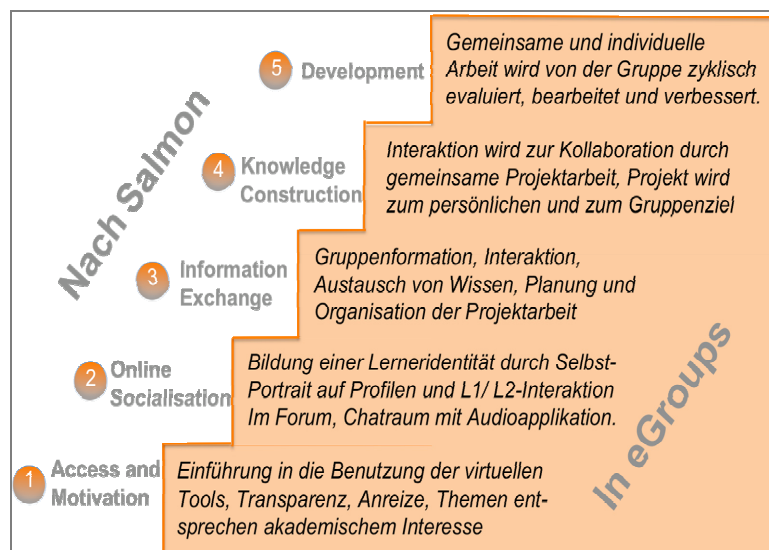 Nach Salmon
5 Development
Gemeinsame und individuelle
Arbeit wird von der Gruppe zyklisch
evaluiert, bearbeitet und verbessert.
4 Knowledge
Construction
Interaktion wird zur Kollaboration durch
gemeinsame Projektarbeit, Projekt wird
zum persönlichen und zum Gruppenziel
3 Information
Exchange
Gruppenformation, Interaktion,
Austausch von Wissen, Planung und
Organisation der Projektarbeit
2 Online
Socialisation
Bildung einer Lerneridentität durch Selbst-
Portrait auf Profilen und L1/ L2-Interaktion
Im Forum, Chatraum mit Audioapplikation.
1 Access and
Motivation
Einführung in die Benutzung der virtuellen
Tools, Transparenz, Anreize, Themen ent-
sprechen akademischem Interesse
In eGroups